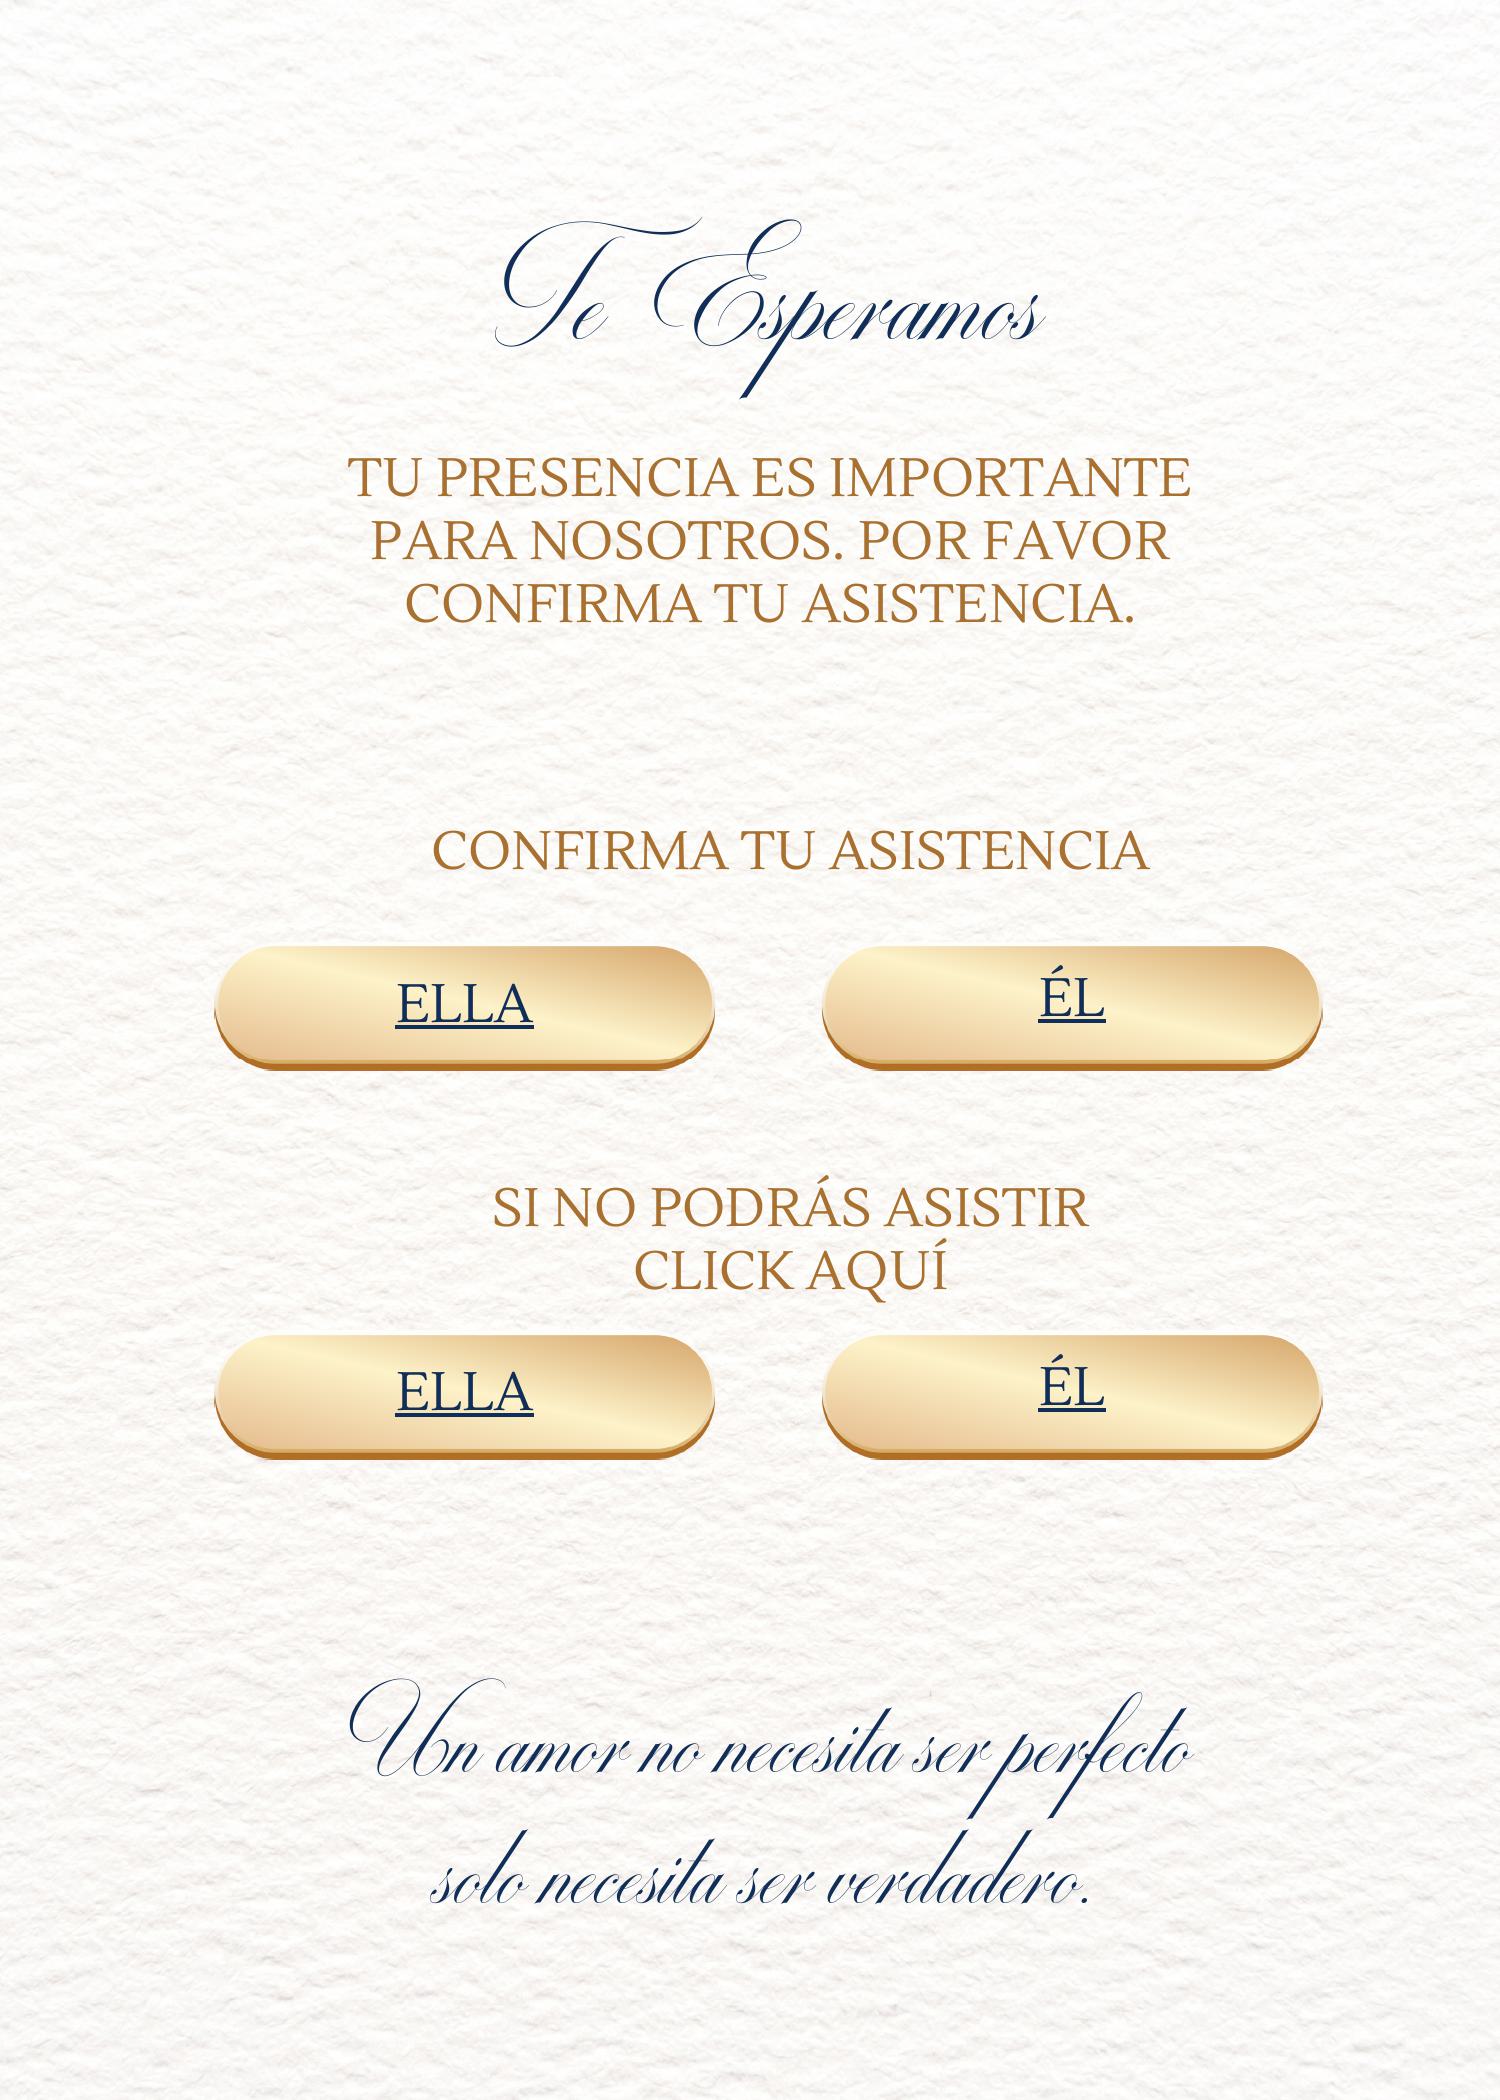 Te Esperamos
TU PRESENCIA ES IMPORTANTE
PARA NOSOTROS. POR FAVOR
CONFIRMA TU ASISTENCIA.
CONFIRMA TU ASISTENCIA
ELLA
ÉL
SI NO PODRÁS ASISTIR
CLICK AQUÍ
ELLA
ÉL
Un amor no necesita ser perfecto
solo necesita ser verdadero.